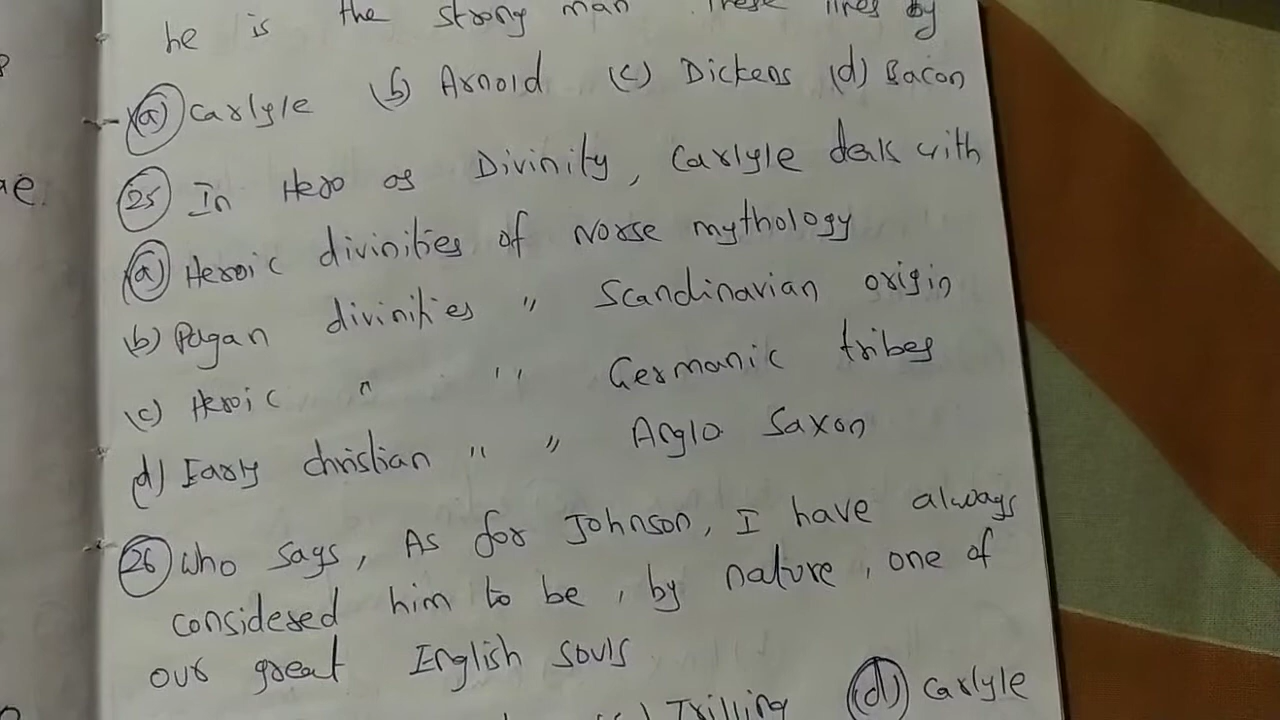 he is the strong man These lines by
(a) Carlyle (b) Arnold (c) Dickens (d) Bacon
(25) In Hero as Divinity, Carlyle deals with
(a) Heroic divinities of Norse mythology
(b) Pagan divinities " Scandinavian origin
(c) Heroic " " Germanic tribes
(d) Early christian " " Anglo Saxon
(26) Who says, As for Johnson, I have always
considered him to be, by nature, one of
our great English souls
(c) Trilling (d) Carlyle